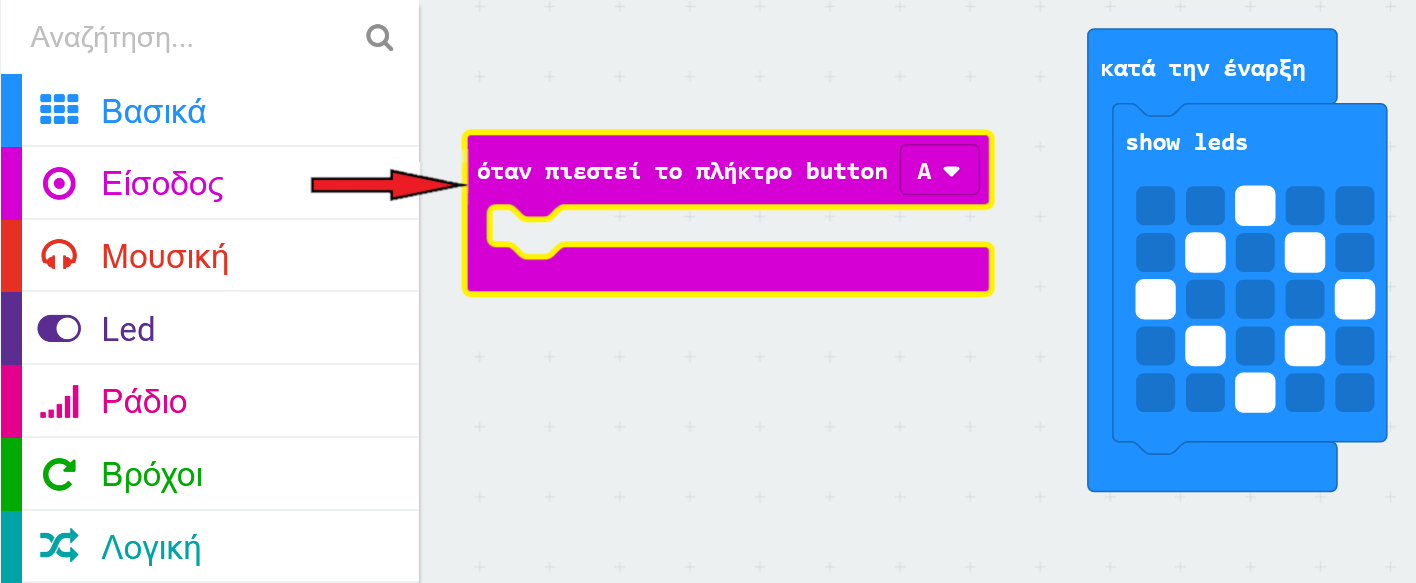 Αναζήτηση...
Βασικά
Είσοδος
Μουσική
Led
Ράδιο
Βρόχοι
Λογική
όταν πιεστεί το πλήκτρο button A
κατά την έναρξη
show leds